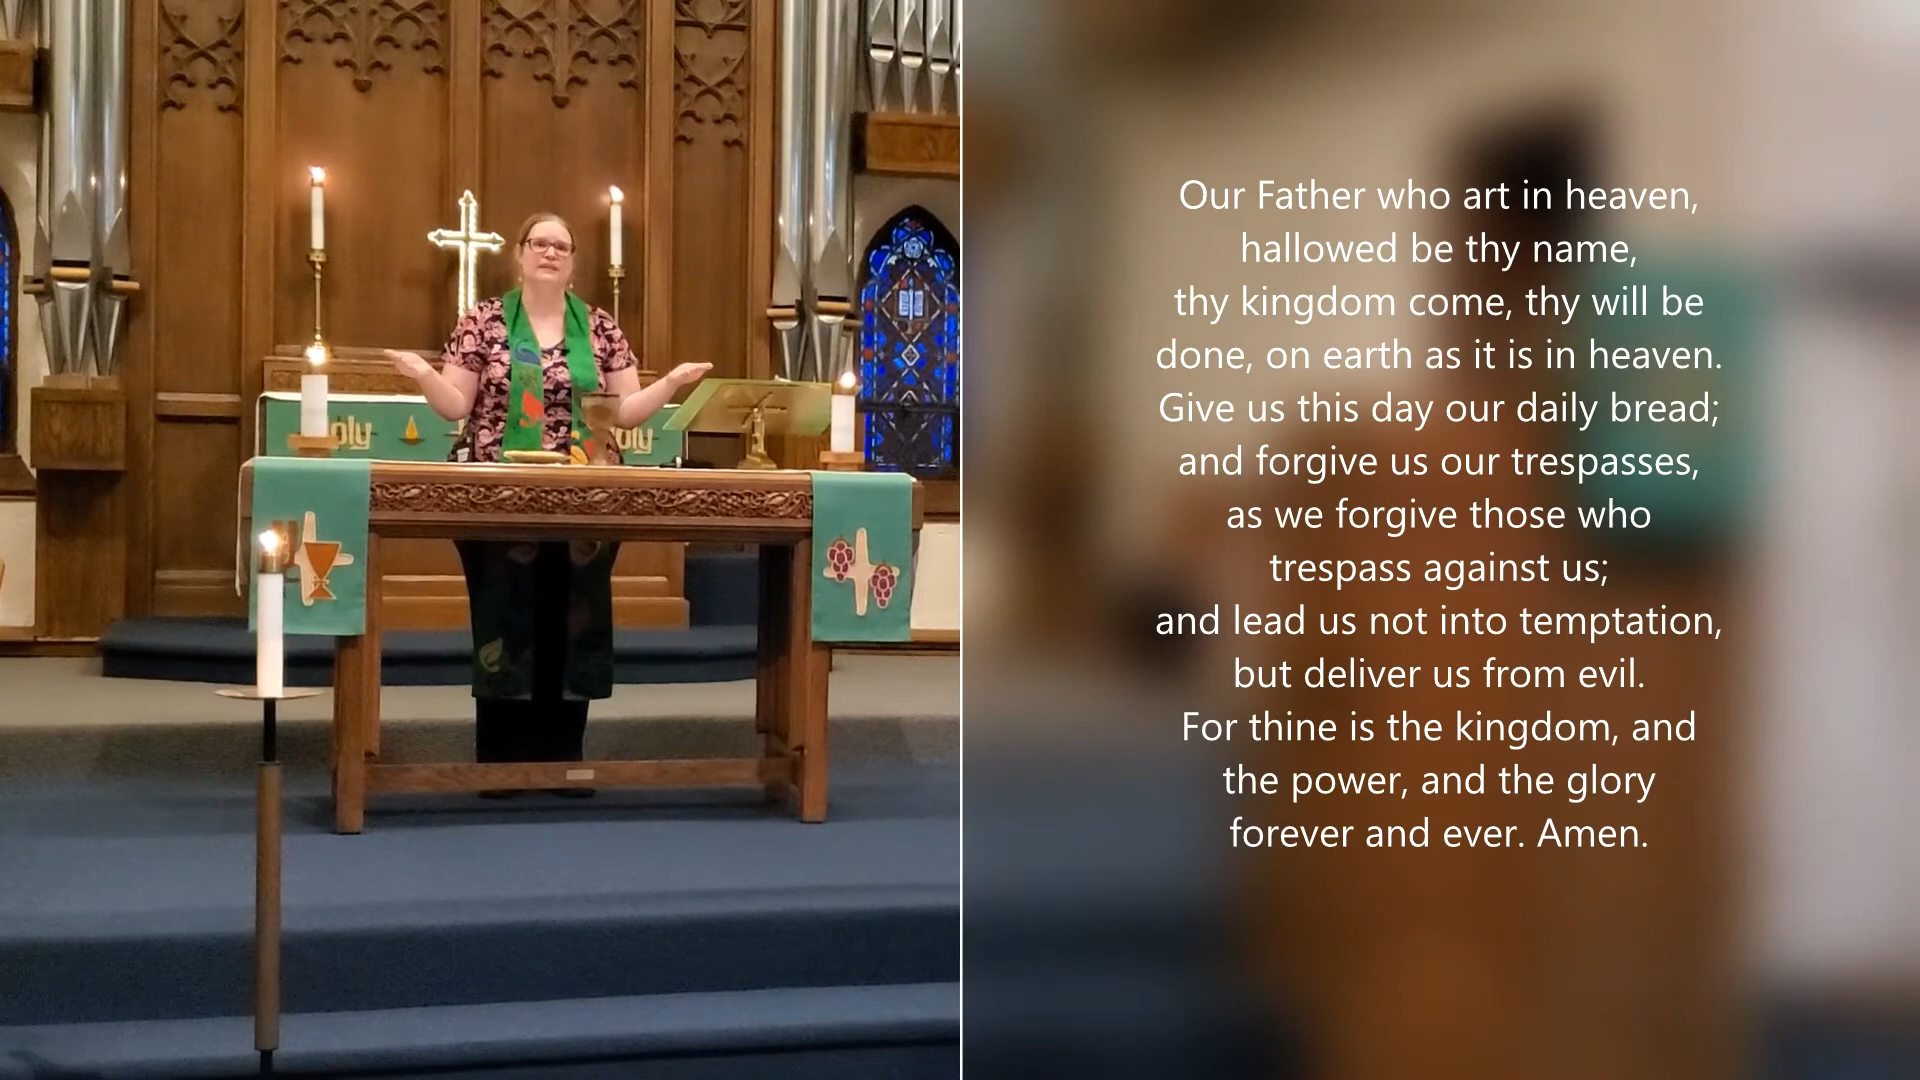 oly
oly
Our Father who art in heaven,
hallowed be thy name,
thy kingdom come, thy will be
done, on earth as it is in heaven.
Give us this day our daily bread;
and forgive us our trespasses,
as we forgive those who
trespass against us;
and lead us not into temptation,
but deliver us from evil.
For thine is the kingdom, and
the power, and the glory
forever and ever. Amen.